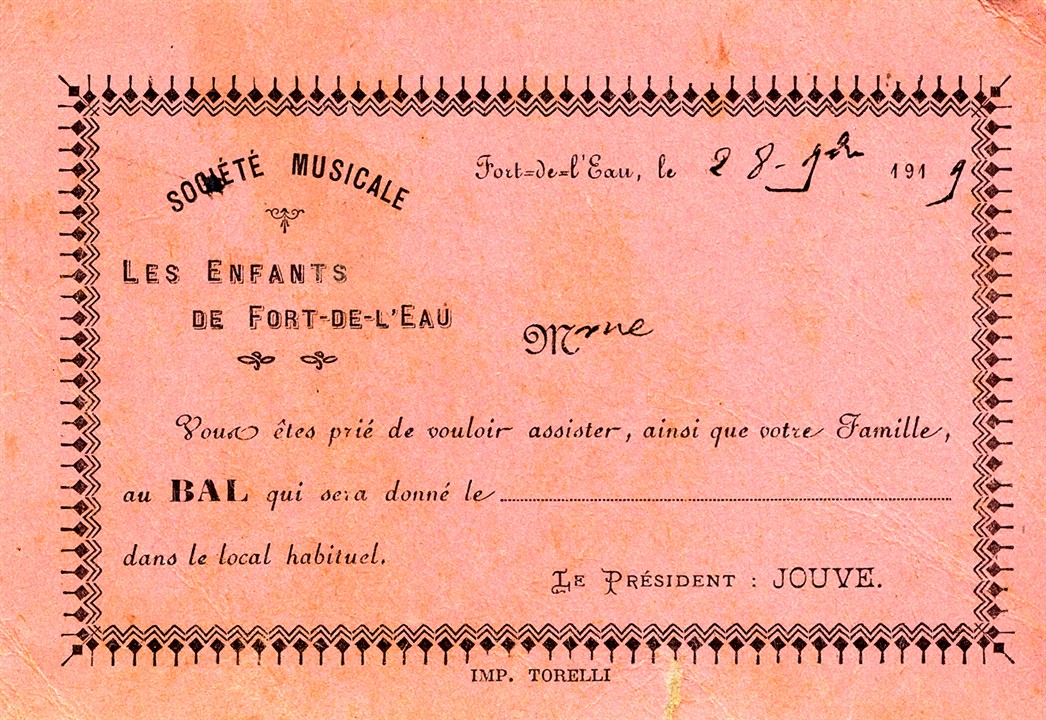 SOCIÉTÉ MUSICALE
LES ENFANTS
DE FORT-DE-L'EAU
Fort-de-l'Eau, le 28 - 1919
Mme
Vous êtes prié de vouloir assister, ainsi que votre Famille,
au BAL qui sera donné le
dans le local habituel.
LE PRÉSIDENT : JOUVE.
IMP. TORELLI